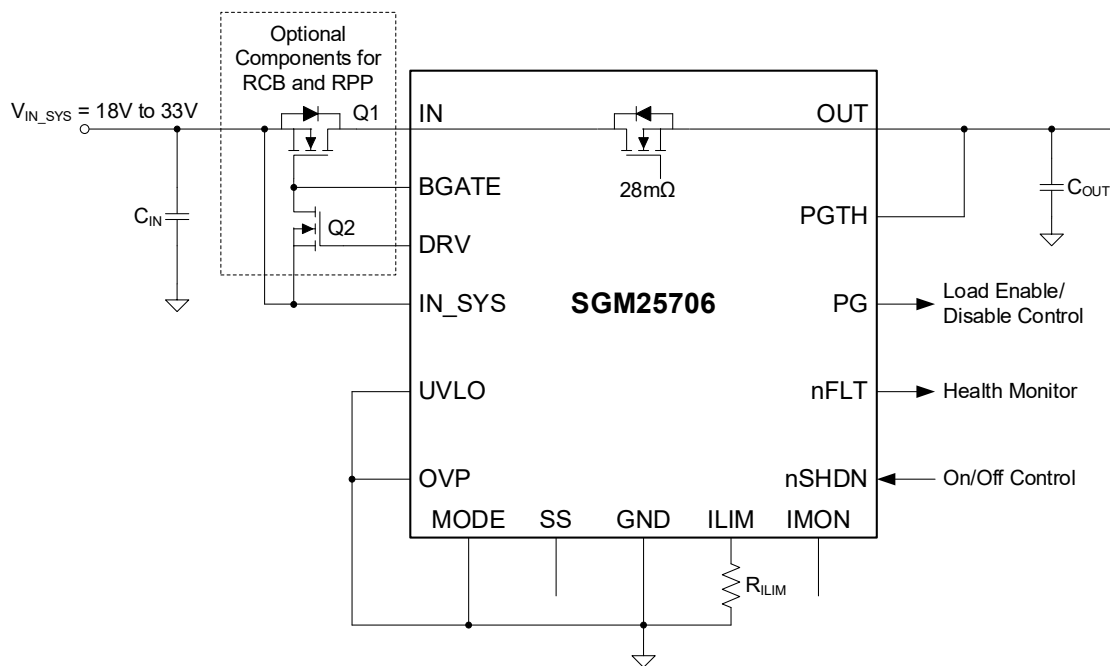 Optional
Components for
RCB and RPP
V_IN_SYS = 18V to 33V
Q1
IN
OUT
28mΩ
BGATE
PGTH
C_IN
C_OUT
Q2
DRV
IN_SYS
SGM25706
PG
Load Enable/
Disable Control
UVLO
nFLT
Health Monitor
OVP
nSHDN
On/Off Control
MODE
SS
GND
ILIM
IMON
R_ILIM